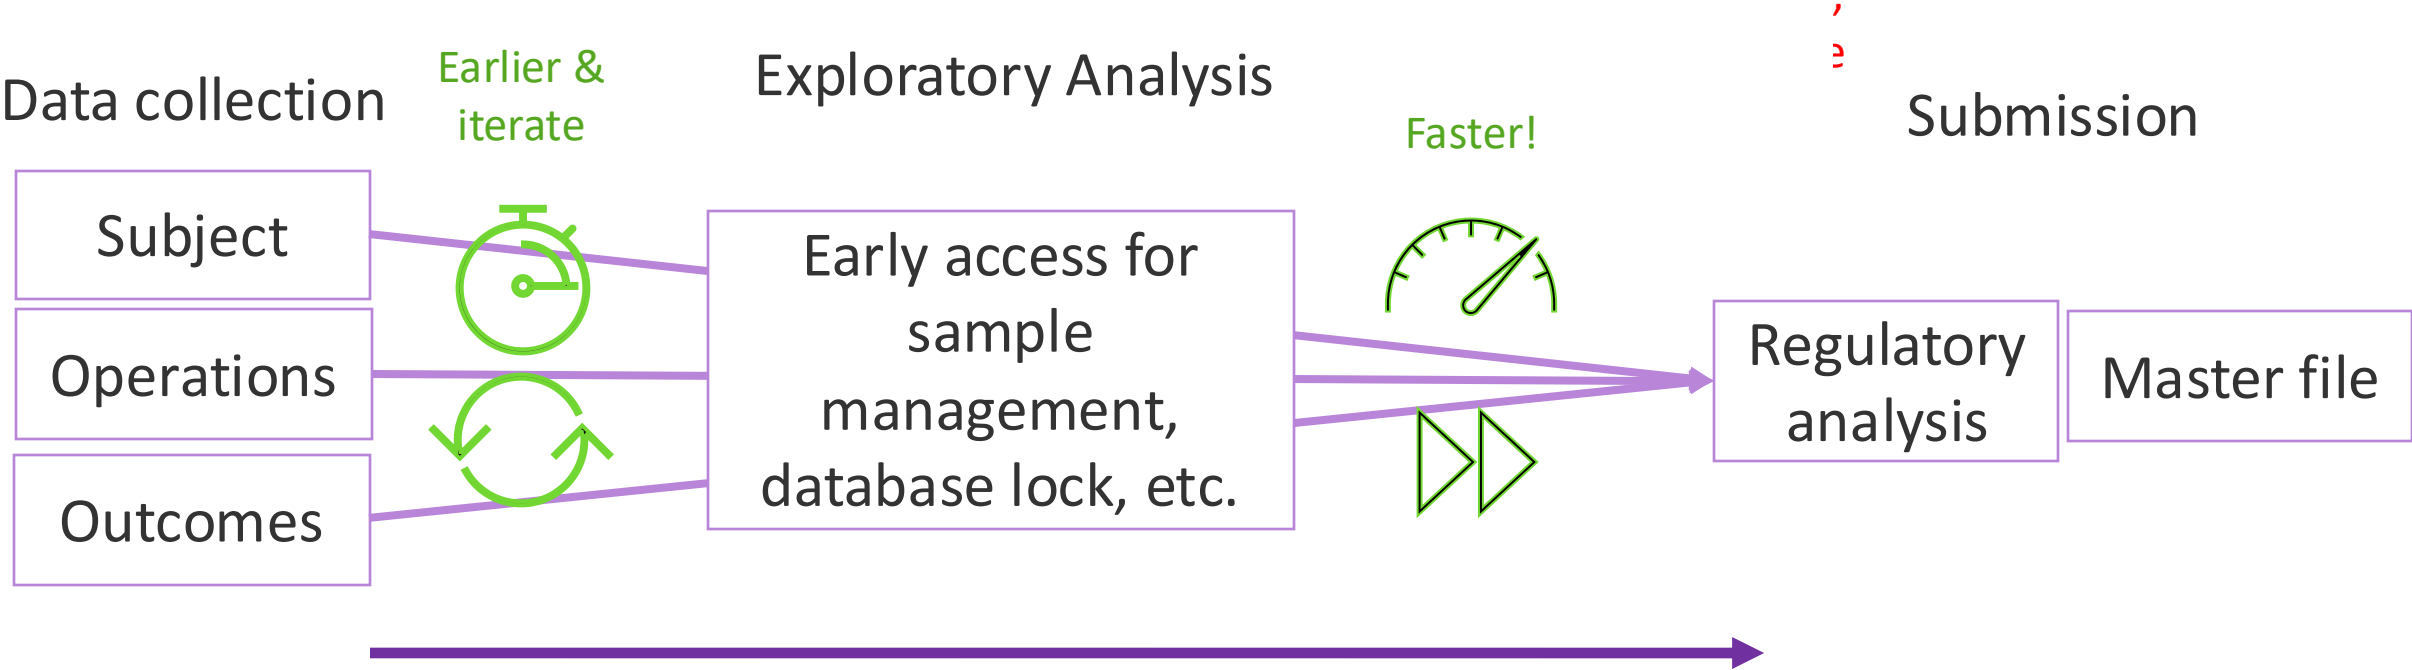 Data collection
Earlier &
iterate
Exploratory Analysis
Faster!
Submission
Subject
Operations
Outcomes
Early access for
sample
management,
database lock, etc.
Regulatory
analysis
Master file